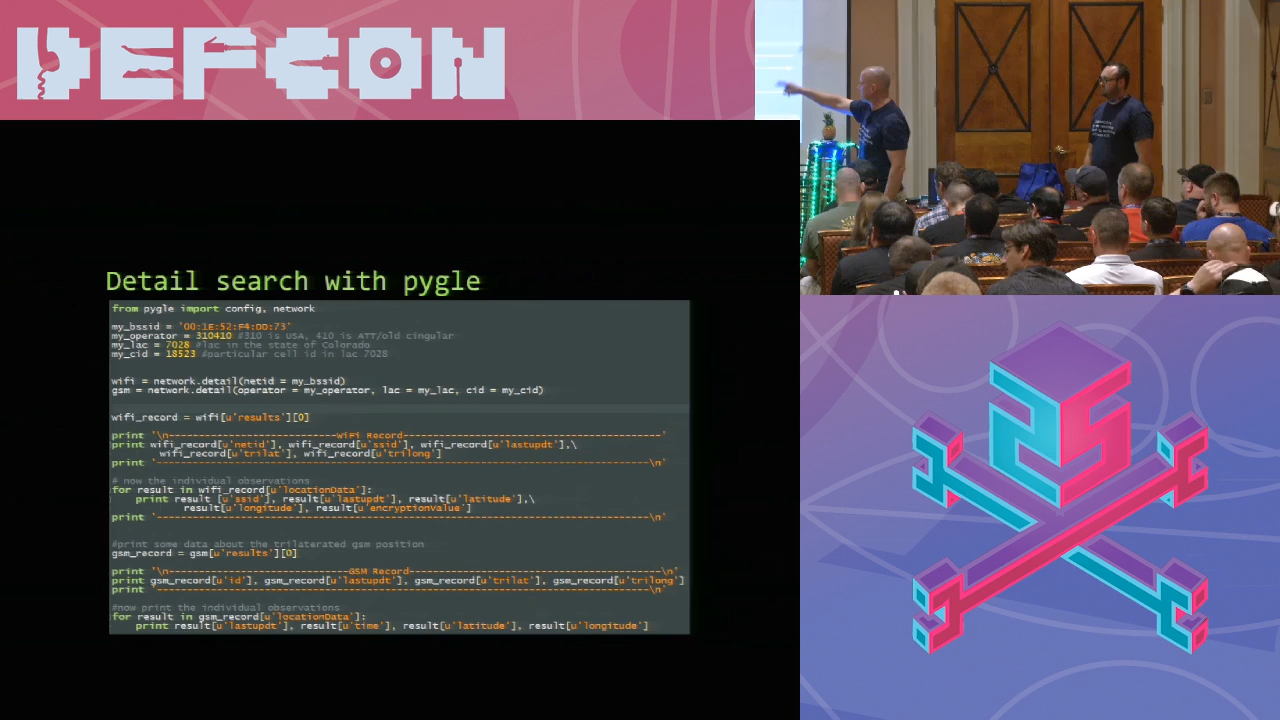 DEFCON
Detail search with pygle
from pygle import config, network
my_bssid = '00:1E:52:F4:DD:73'
my_operator = 310410 #310 is USA, 410 is ATT/old cingular
my_lac = 7028 #lac in the state of Colorado
my_cid = 18523 #particular cell id in lac 7028
wifi = network.detail(netid = my_bssid)
gsm = network.detail(operator = my_operator, lac = my_lac, cid = my_cid)
wifi_record = wifi[u'results'][0]
print '\n---------------------------WiFi Record-------------------------------------------'
print wifi_record[u'netid'], wifi_record[u'ssid'], wifi_record[u'lastupdt'],\
wifi_record[u'trilat'], wifi_record[u'trilong']
print '----------------------------------------------------------------------------------\n'
# now the individual observations
for result in wifi_record[u'locationData']:
print result [u'ssid'], result[u'lastupdt'], result[u'latitude'],\
result[u'longitude'], result[u'encryptionValue']
print '----------------------------------------------------------------------------------\n'
#print some data about the trilaterated gsm position
gsm_record = gsm[u'results'][0]
print '\n-----------------------------GSM Record------------------------------------------\n'
print gsm_record[u'id'], gsm_record[u'lastupdt'], gsm_record[u'trilat'], gsm_record[u'trilong']
print '----------------------------------------------------------------------------------\n'
#now print the individual observations
for result in gsm_record[u'locationData']:
print result[u'lastupdt'], result[u'time'], result[u'latitude'], result[u'longitude']
25